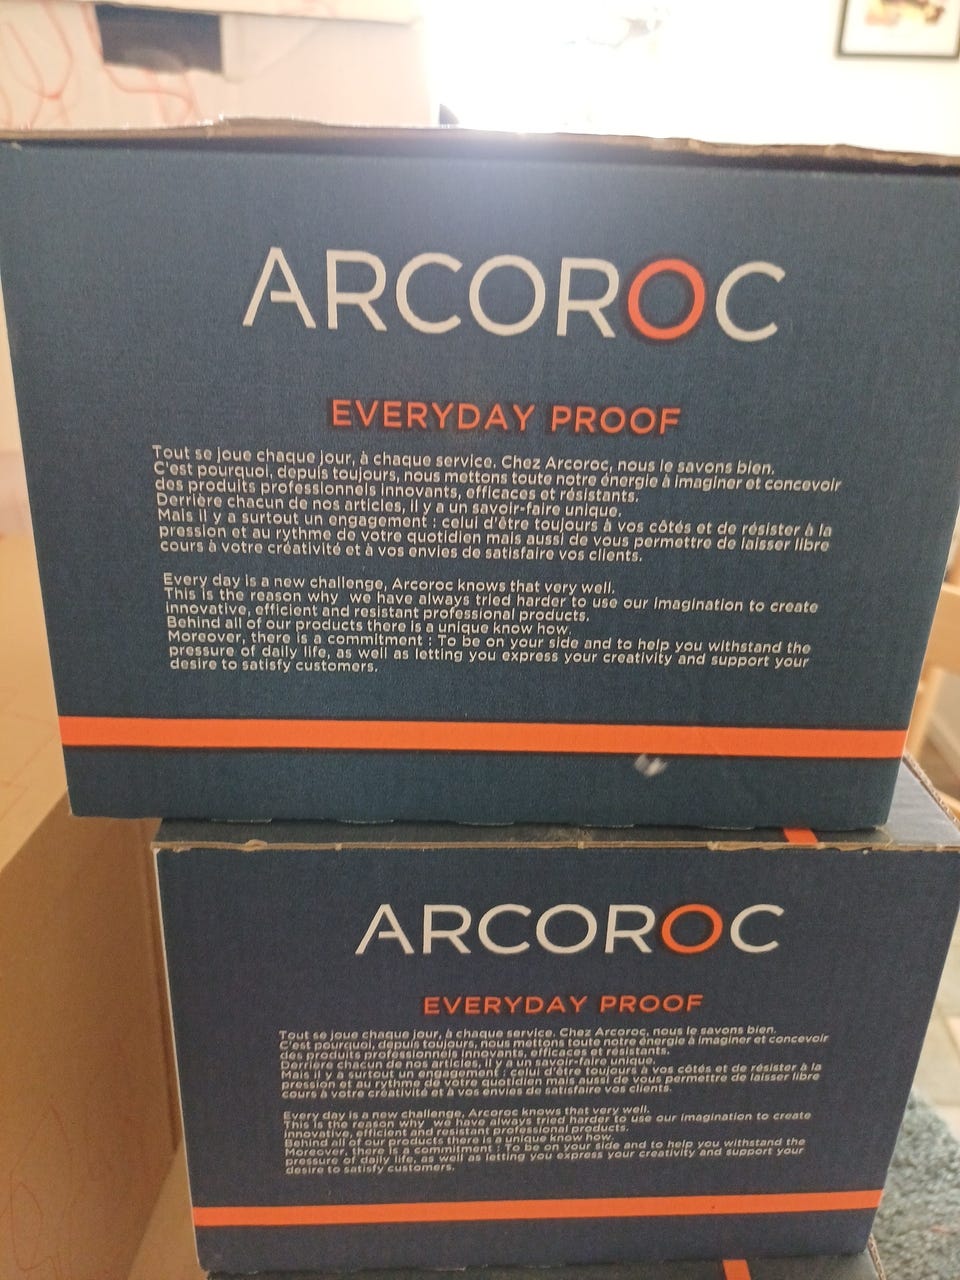 ARCOROC
EVERYDAY PROOF
Tout se joue chaque jour, à chaque service. Chez Arcoroc, nous le savons bien.
C'est pourquoi, depuis toujours, nous mettons toute notre énergie à imaginer et concevoir
des produits professionnels innovants, efficaces et résistants.
Derrière chacun de nos articles, il y a un savoir-faire unique.
Mais il y a surtout un engagement : celui d'être toujours à vos côtés et de résister à la
pression et au rythme de votre quotidien mais aussi de vous permettre de laisser libre
cours à votre créativité et à vos envies de satisfaire vos clients.
Every day is a new challenge, Arcoroc knows that very well.
This is the reason why we have always tried harder to use our imagination to create
innovative, efficient and resistant professional products.
Behind all of our products there is a unique know how.
Moreover, there is a commitment : To be on your side and to help you withstand the
pressure of daily life, as well as letting you express your creativity and support your
desire to satisfy customers.
ARCOROC
EVERYDAY PROOF
Tout se joue chaque jour, à chaque service. Chez Arcoroc, nous le savons bien.
C'est pourquoi, depuis toujours, nous mettons toute notre énergie à imaginer et concevoir
des produits professionnels innovants, efficaces et résistants.
Derrière chacun de nos articles, il y a un savoir-faire unique.
Mais il y a surtout un engagement : celui d'être toujours à vos côtés et de résister à la
pression et au rythme de votre quotidien mais aussi de vous permettre de laisser libre
cours à votre créativité et à vos envies de satisfaire vos clients.
Every day is a new challenge, Arcoroc knows that very well.
This is the reason why we have always tried harder to use our imagination to create
innovative, efficient and resistant professional products.
Behind all of our products there is a unique know how.
Moreover, there is a commitment : To be on your side and to help you withstand the
pressure of daily life, as well as letting you express your creativity and support your
desire to satisfy customers.